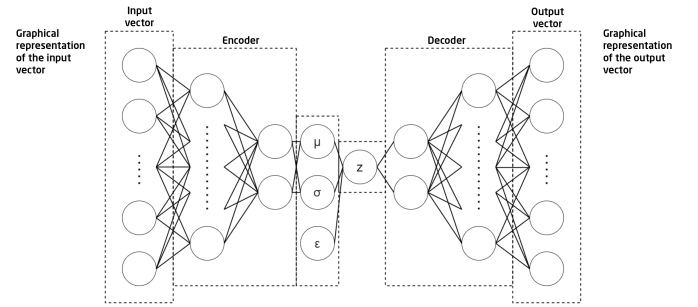 Input
vector
Output
vector
Graphical
representation
of the input
vector
Encoder
Decoder
Graphical
representation
of the output
vector
μ
σ
z
ε